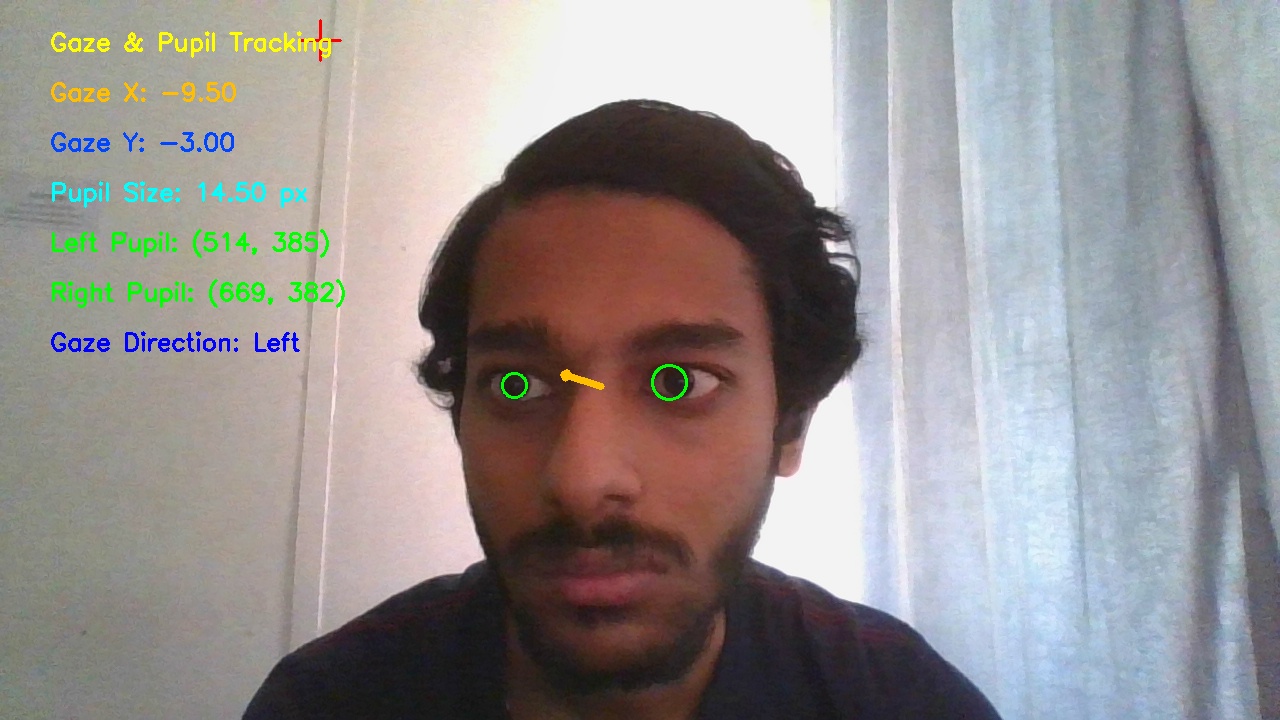 Gaze & Pupil Tracking
Gaze X: -9.50
Gaze Y: -3.00
Pupil Size: 14.50 px
Left Pupil: (514, 385)
Right Pupil: (669, 382)
Gaze Direction: Left